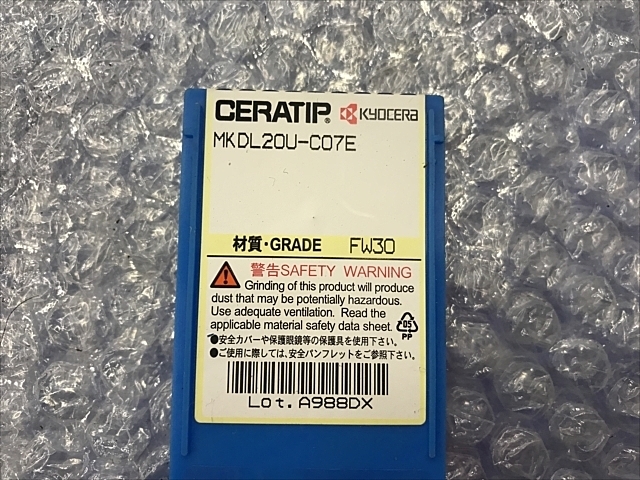 CERATIP® KYOCERA
MKDL20U-C07E
材質・GRADE FW30
警告SAFETY WARNING
Grinding of this product will produce
dust that may be potentially hazardous.
Use adequate ventilation. Read the
applicable material safety data sheet.
05
PP
●安全カバーや保護眼鏡等の保護具を使用下さい。
●ご使用に際しては、安全パンフレットをご参照下さい。
Lot.A988DX